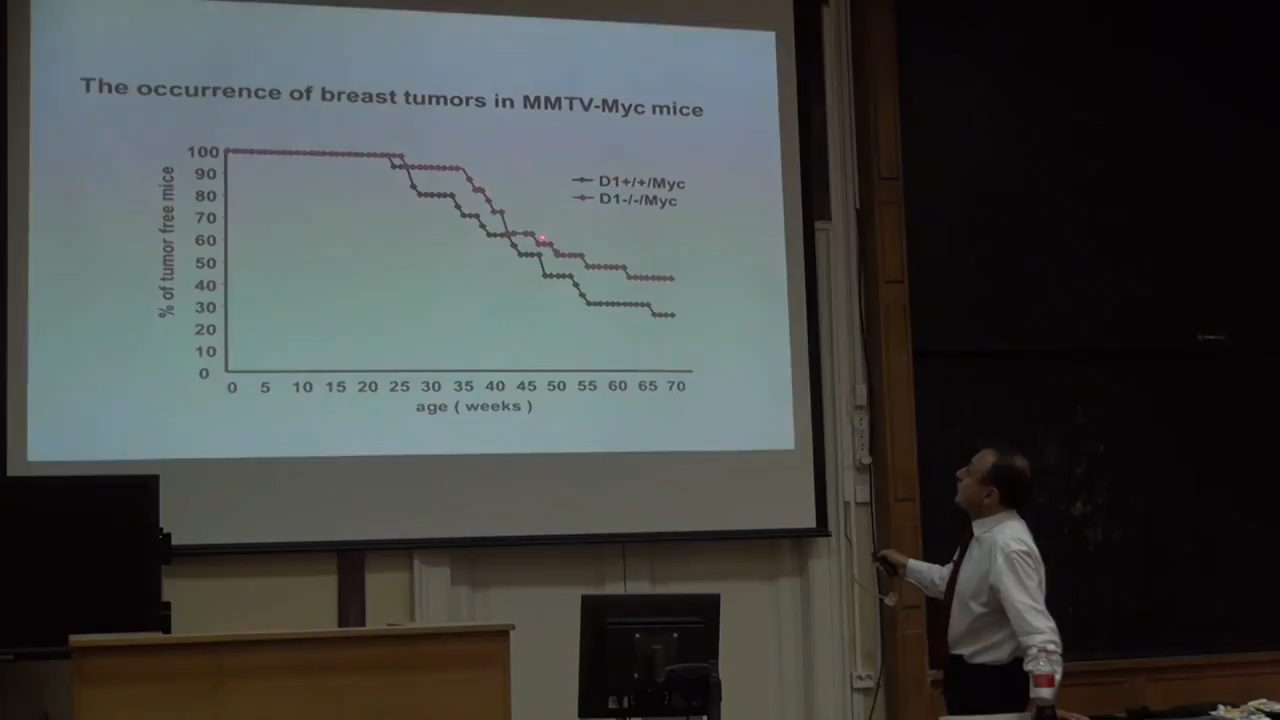 The occurrence of breast tumors in MMTV-Myc mice
% of tumor free mice
100
90
80
70
60
50
40
30
20
10
0
D1+/+/Myc
D1-/-/Myc
0 5 10 15 20 25 30 35 40 45 50 55 60 65 70
age ( weeks )